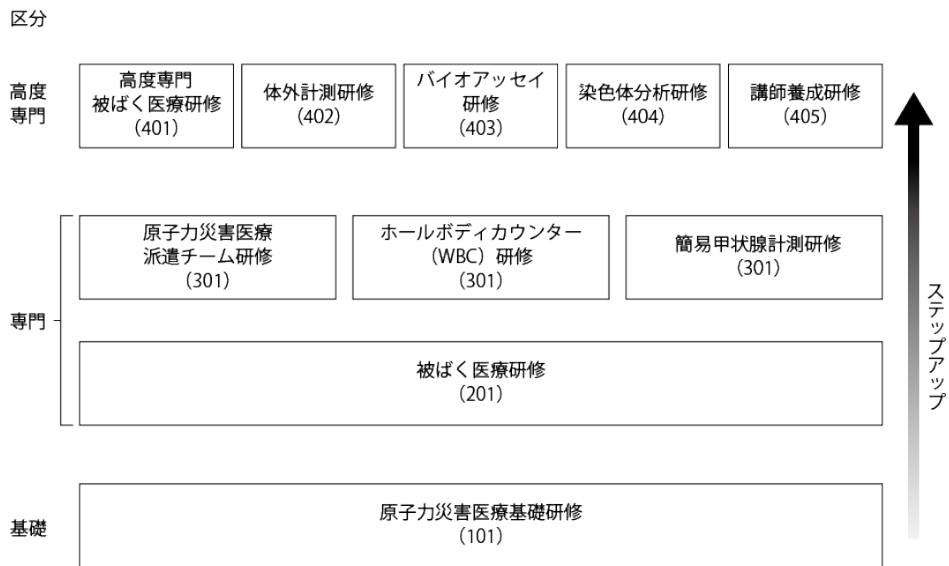 区分
高度
専門
高度専門
被ばく医療研修
（401）
体外計測研修
（402）
バイオアッセイ
研修
（403）
染色体分析研修
（404）
講師養成研修
（405）
専門
原子力災害医療
派遣チーム研修
（301）
ホールボディカウンター
（WBC）研修
（301）
簡易甲状腺計測研修
（301）
被ばく医療研修
（201）
基礎
原子力災害医療基礎研修
（101）
ステップアップ